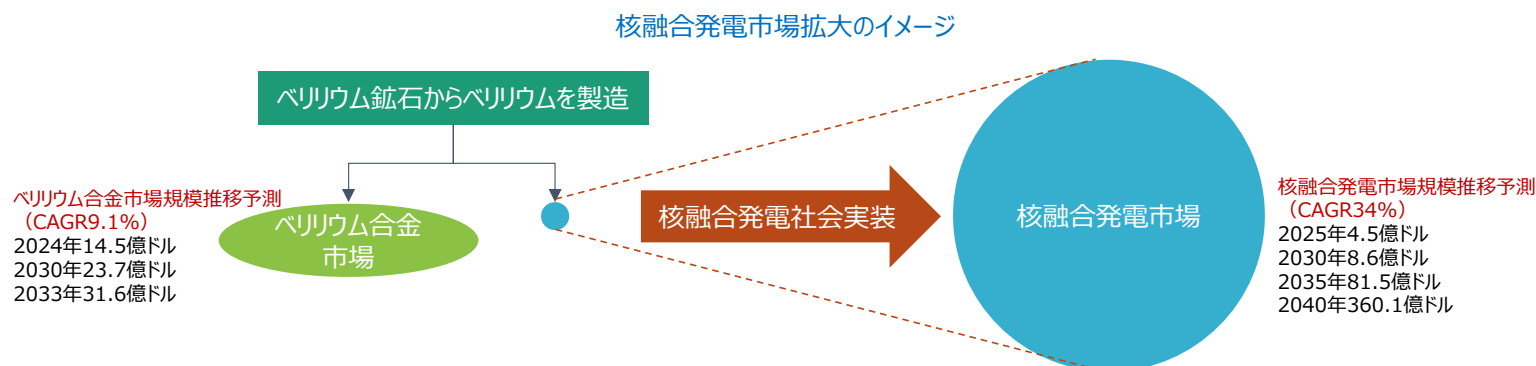 核融合発電市場拡大のイメージ
ベリリウム鉱石からベリリウムを製造
ベリリウム合金市場規模推移予測
（CAGR9.1%）
2024年14.5億ドル
2030年23.7億ドル
2033年31.6億ドル
ベリリウム合金
市場
核融合発電社会実装
核融合発電市場
核融合発電市場規模推移予測
（CAGR34%）
2025年4.5億ドル
2030年8.6億ドル
2035年81.5億ドル
2040年360.1億ドル